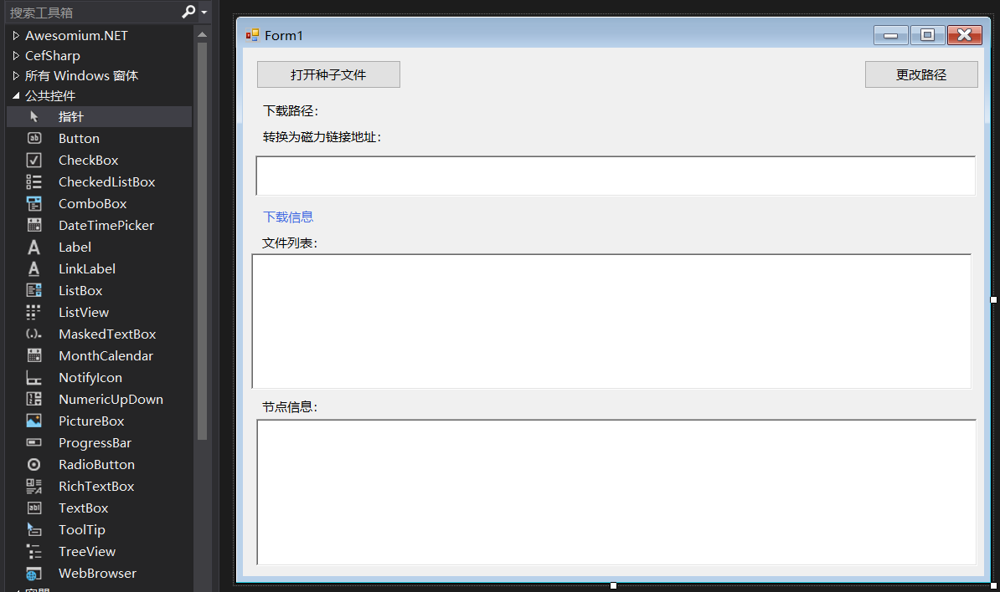 搜索工具箱
Awesomium.NET
CefSharp
所有 Windows 窗体
公共控件
指针
Button
CheckBox
CheckedListBox
ComboBox
DateTimePicker
Label
LinkLabel
ListBox
ListView
MaskedTextBox
MonthCalendar
NotifyIcon
NumericUpDown
PictureBox
ProgressBar
RadioButton
RichTextBox
TextBox
ToolTip
TreeView
WebBrowser
Form1
打开种子文件
更改路径
下载路径:
转换为磁力链接地址:
下载信息
文件列表:
节点信息: